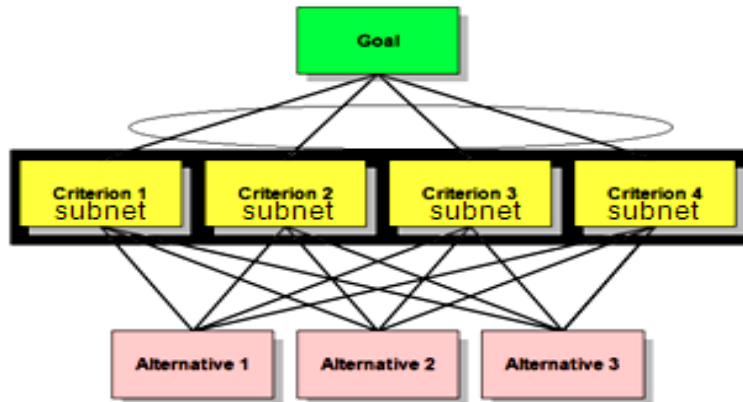 Goal
Criterion 1
subnet
Criterion 2
subnet
Criterion 3
subnet
Criterion 4
subnet
Alternative 1
Alternative 2
Alternative 3